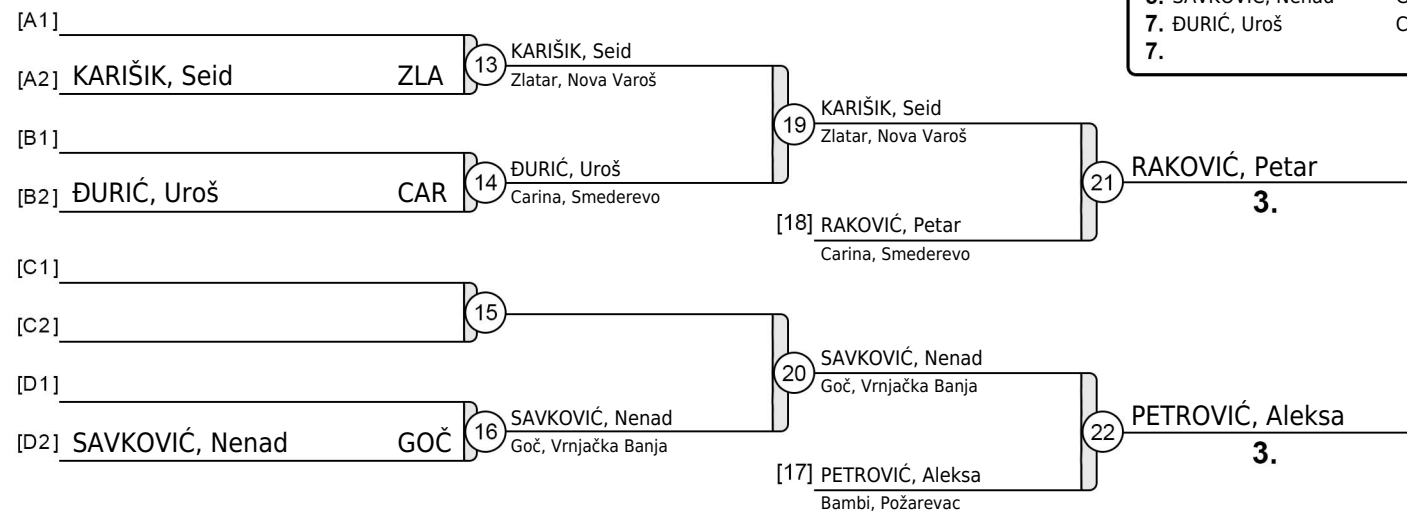 5. SAVKOVIĆ, Nenad
7. ĐURIĆ, Uroš
7.
[A1]
[A2] KARIŠIK, Seid ZLA
13
KARIŠIK, Seid
Zlatar, Nova Varoš
[B1]
[B2] ĐURIĆ, Uroš CAR
14
ĐURIĆ, Uroš
Carina, Smederevo
19
KARIŠIK, Seid
Zlatar, Nova Varoš
[18] RAKOVIĆ, Petar
Carina, Smederevo
21
RAKOVIĆ, Petar
3.
[C1]
[C2]
15
[D1]
[D2] SAVKOVIĆ, Nenad GOČ
16
SAVKOVIĆ, Nenad
Goč, Vrnjačka Banja
20
SAVKOVIĆ, Nenad
Goč, Vrnjačka Banja
[17] PETROVIĆ, Aleksa
Bambi, Požarevac
22
PETROVIĆ, Aleksa
3.